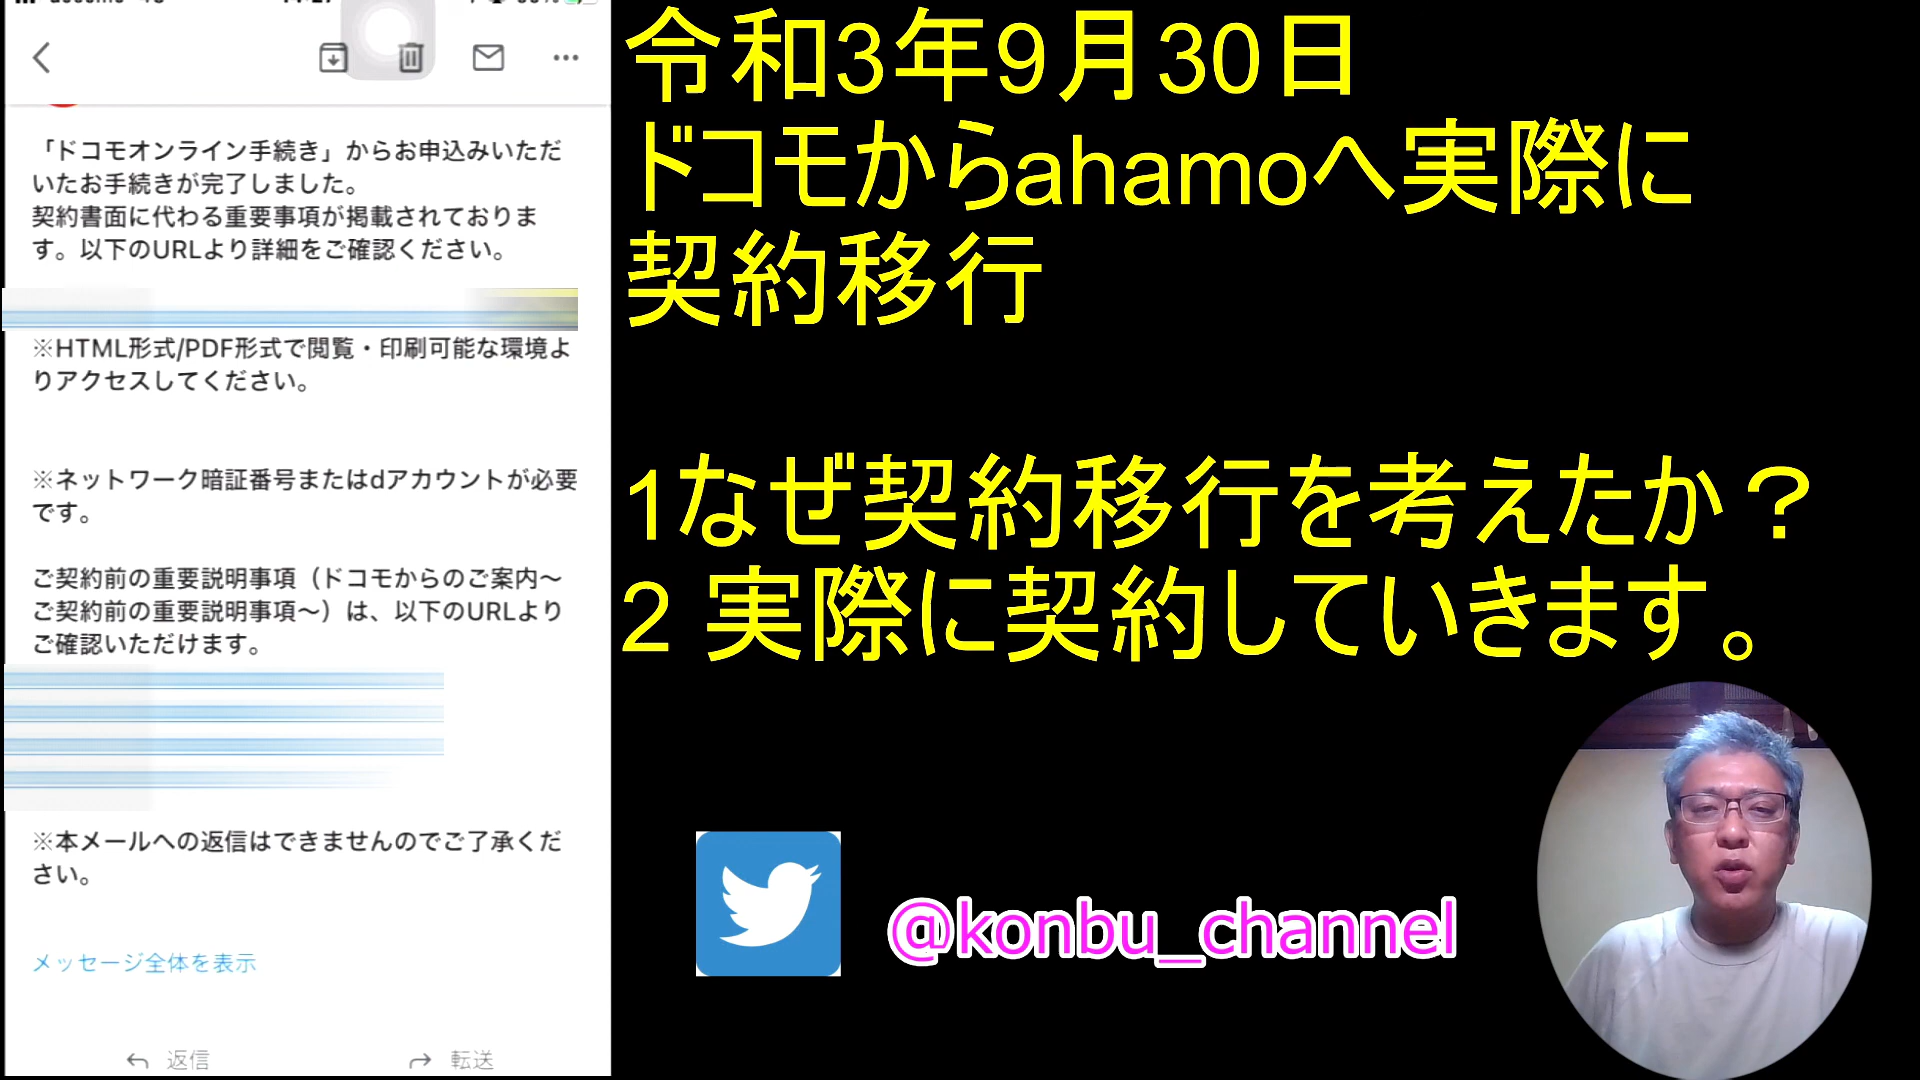 「ドコモオンライン手続き」からお申込みいただ
いたお手続きが完了しました。
契約書面に代わる重要事項が掲載されておりま
す。以下のURLより詳細をご確認ください。
※HTML形式/PDF形式で閲覧・印刷可能な環境よ
りアクセスしてください。
※ネットワーク暗証番号またはdアカウントが必要
です。
ご契約前の重要説明事項（ドコモからのご案内～
ご契約前の重要説明事項～）は、以下のURLより
ご確認いただけます。
※本メールへの返信はできませんのでご了承くだ
さい。
メッセージ全体を表示
返信
転送
令和3年9月30日
ドコモからahamoへ実際に
契約移行
1なぜ契約移行を考えたか？
2 実際に契約していきます。
@konbu_channel